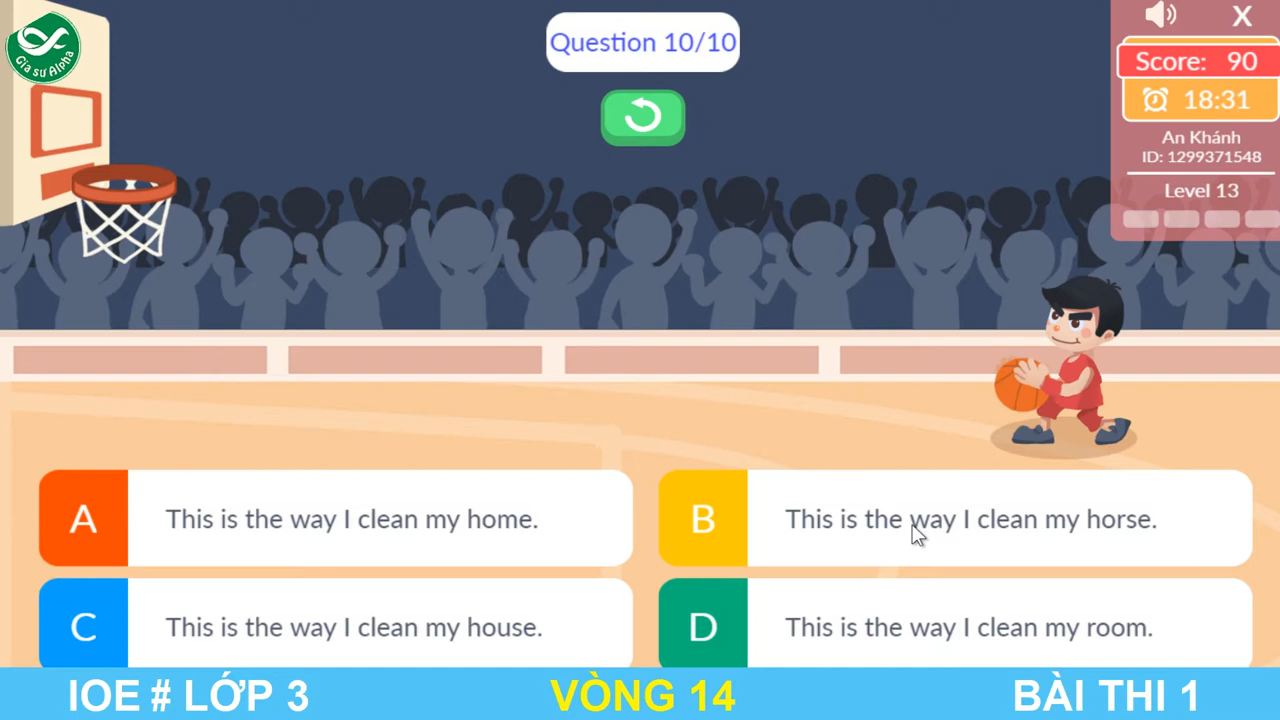 Gia sư Alpha
Question 10/10
X
Score: 90
18:31
An Khánh
ID: 1299371548
Level 13
A This is the way I clean my home.
B This is the way I clean my horse.
C This is the way I clean my house.
D This is the way I clean my room.
IOE # LỚP 3 VÒNG 14 BÀI THI 1